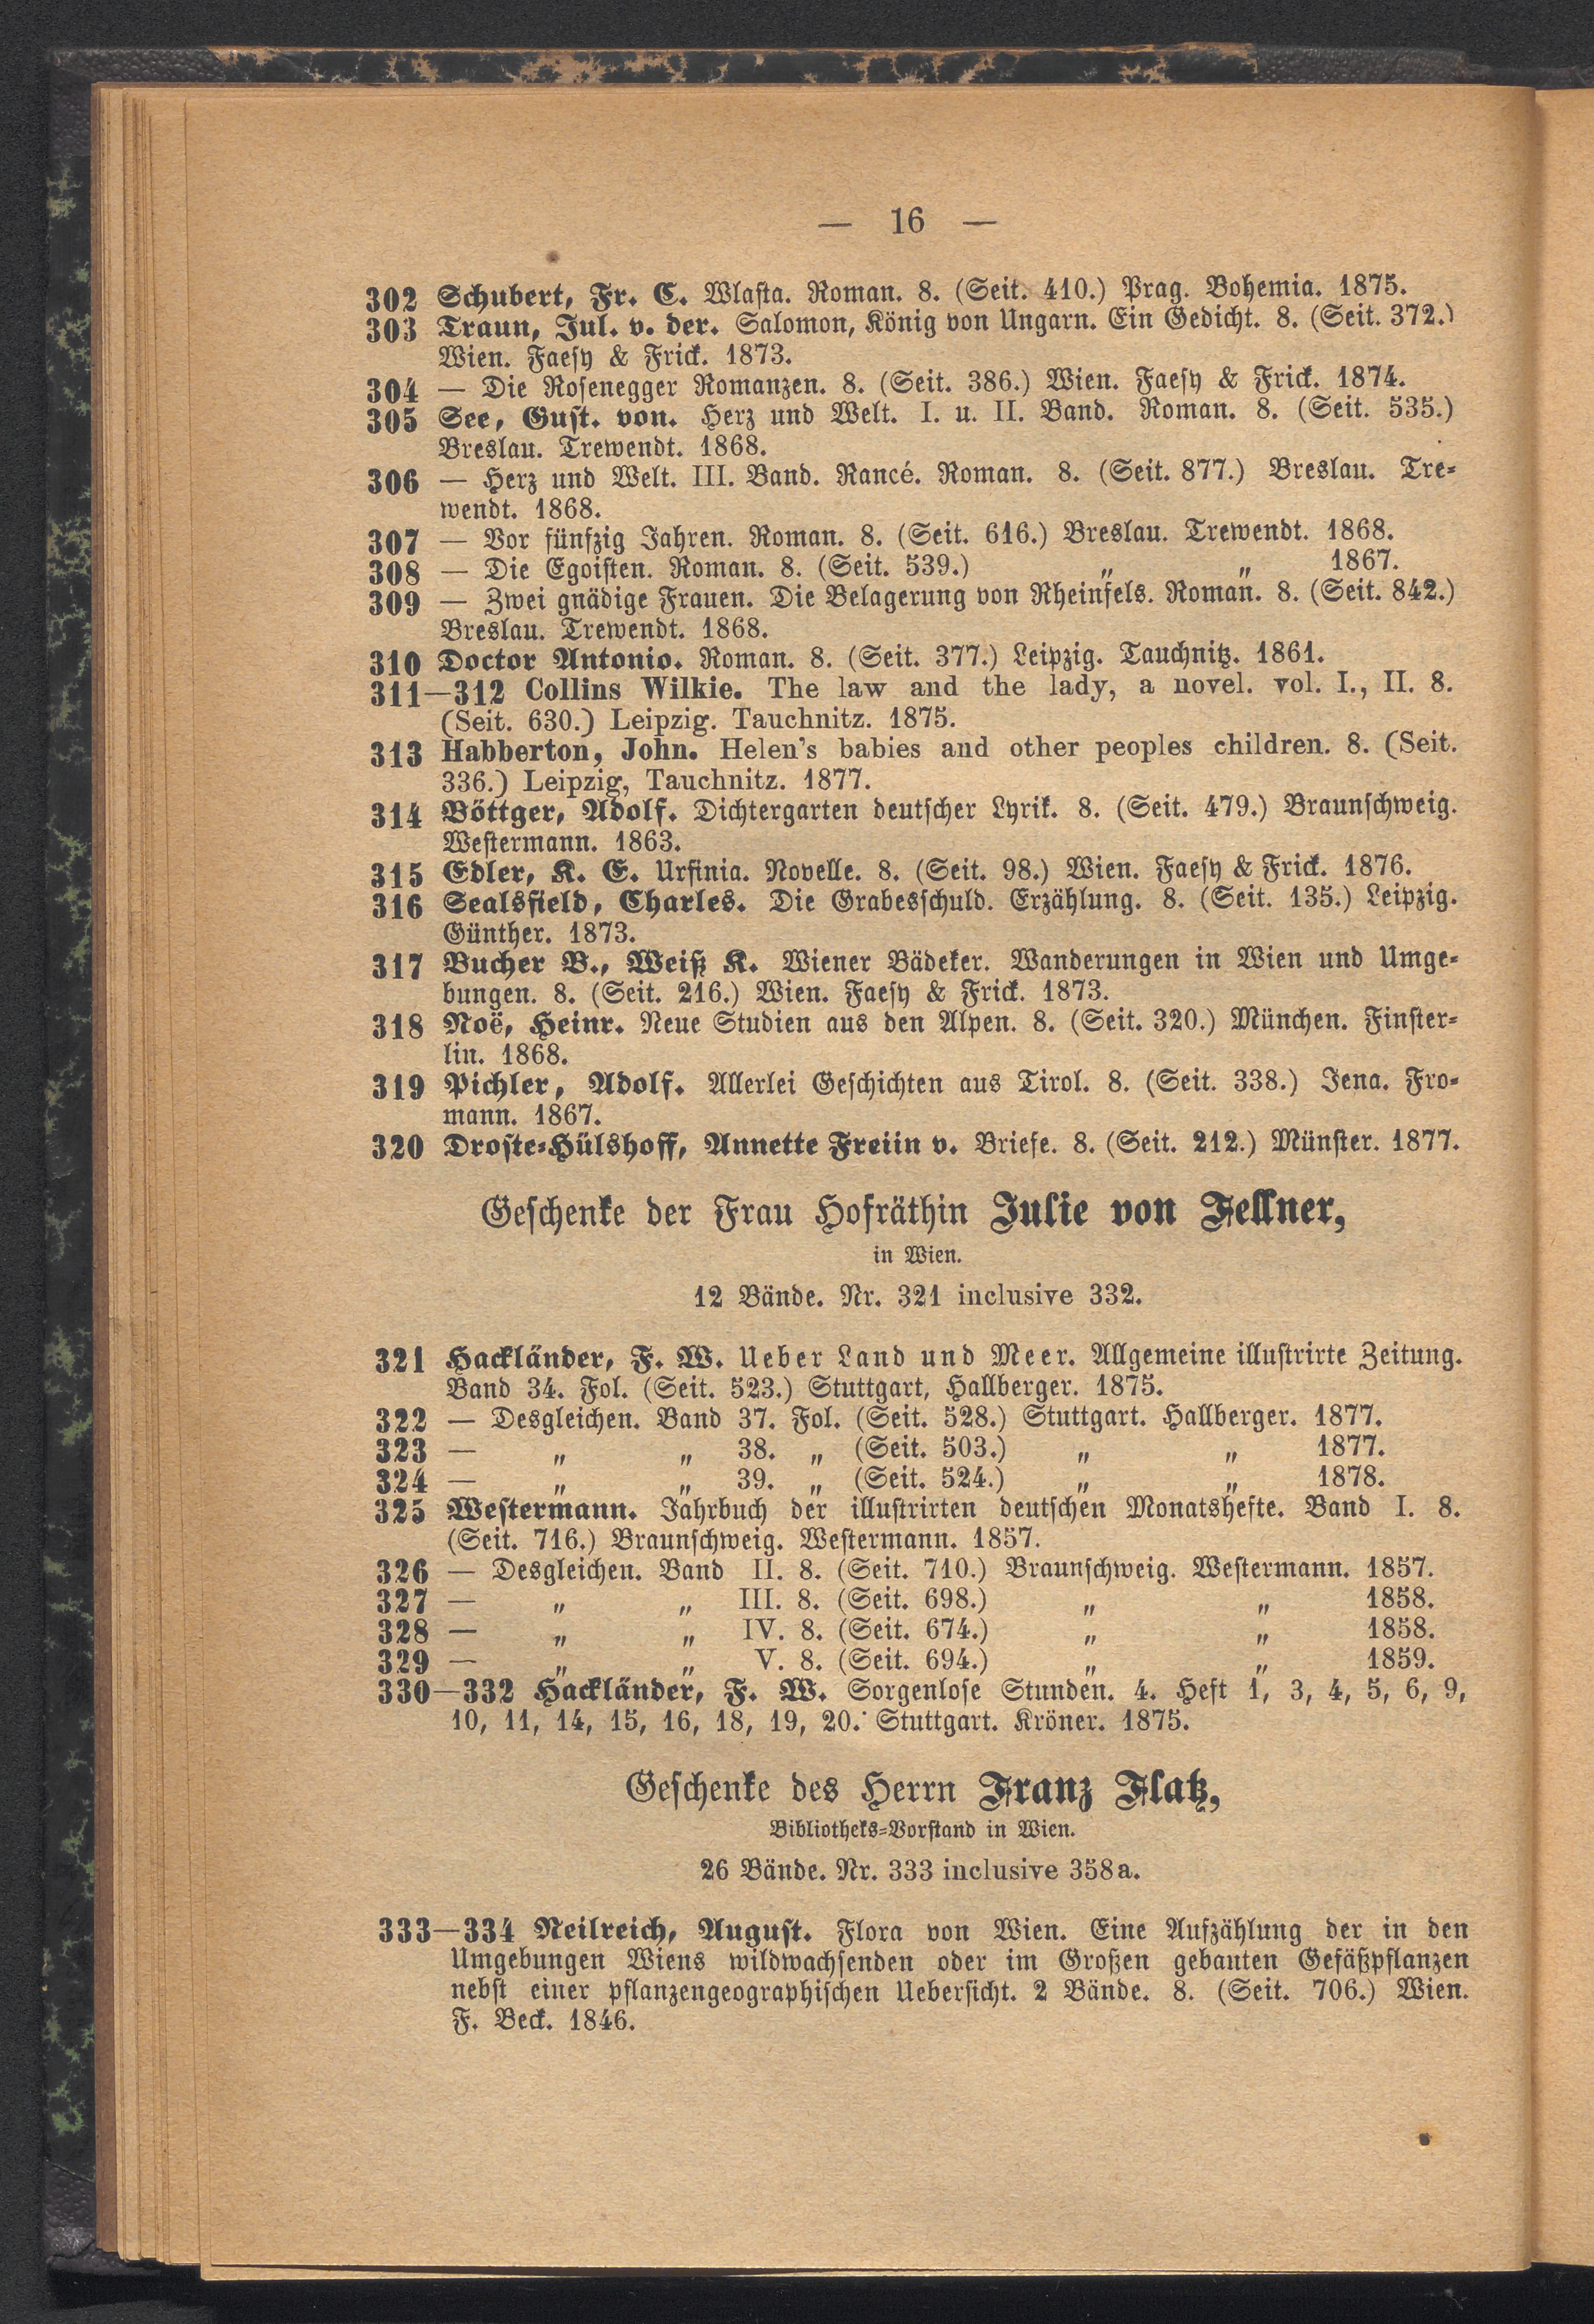 — 16 —
302 Schubert, Fr. C. Wlasta. Roman. 8. (Seit. 410.) Prag. Bohemia. 1875.
303 Traun, Jul. v. der. Salomon, König von Ungarn. Ein Gedicht. 8. (Seit. 372.)
Wien. Faesy & Frick. 1873.
304 — Die Rosenegger Romanzen. 8. (Seit. 386.) Wien. Faesy & Frick. 1874.
305 See, Gust. von. Herz und Welt. I. u. II. Band. Roman. 8. (Seit. 535.)
Breslau. Trewendt. 1868.
306 — Herz und Welt. III. Band. Rancé. Roman. 8. (Seit. 877.) Breslau. Tre-
wendt. 1868.
307 — Vor fünfzig Jahren. Roman. 8. (Seit. 616.) Breslau. Trewendt. 1868.
308 — Die Egoisten. Roman. 8. (Seit. 539.) „ „ 1867.
309 — Zwei gnädige Frauen. Die Belagerung von Rheinfels. Roman. 8. (Seit. 842.)
Breslau. Trewendt. 1868.
310 Doctor Antonio. Roman. 8. (Seit. 377.) Leipzig. Tauchnitz. 1861.
311—312 Collins Wilkie. The law and the lady, a novel. vol. I., II. 8.
(Seit. 630.) Leipzig. Tauchnitz. 1875.
313 Habberton, John. Helen's babies and other peoples children. 8. (Seit.
336.) Leipzig, Tauchnitz. 1877.
314 Böttger, Adolf. Dichtergarten deutscher Lyrik. 8. (Seit. 479.) Braunschweig.
Westermann. 1863.
315 Edler, K. E. Ursinia. Novelle. 8. (Seit. 98.) Wien. Faesy & Frick. 1876.
316 Sealsfield, Charles. Die Grabesschuld. Erzählung. 8. (Seit. 135.) Leipzig.
Günther. 1873.
317 Bucher B., Weiß K. Wiener Bädeker. Wanderungen in Wien und Umge-
bungen. 8. (Seit. 216.) Wien. Faesy & Frick. 1873.
318 Noë, Heinr. Neue Studien aus den Alpen. 8. (Seit. 320.) München. Finster-
lin. 1868.
319 Pichler, Adolf. Allerlei Geschichten aus Tirol. 8. (Seit. 338.) Jena. Fro-
mann. 1867.
320 Droste-Hülshoff, Annette Freiin v. Briefe. 8. (Seit. 212.) Münster. 1877.
Geschenke der Frau Hofräthin Julie von Fellner,
in Wien.
12 Bände. Nr. 321 inclusive 332.
321 Hackländer, F. W. Ueber Land und Meer. Allgemeine illustrirte Zeitung.
Band 34. Fol. (Seit. 523.) Stuttgart, Hallberger. 1875.
322 — Desgleichen. Band 37. Fol. (Seit. 528.) Stuttgart. Hallberger. 1877.
323 — „ „ 38. „ (Seit. 503.) „ „ 1877.
324 — „ „ 39. „ (Seit. 524.) „ „ 1878.
325 Westermann. Jahrbuch der illustrirten deutschen Monatshefte. Band I. 8.
(Seit. 716.) Braunschweig. Westermann. 1857.
326 — Desgleichen. Band II. 8. (Seit. 710.) Braunschweig. Westermann. 1857.
327 — „ „ III. 8. (Seit. 698.) „ „ 1858.
328 — „ „ IV. 8. (Seit. 674.) „ „ 1858.
329 — „ „ V. 8. (Seit. 694.) „ „ 1859.
330—332 Hackländer, F. W. Sorgenlose Stunden. 4. Heft 1, 3, 4, 5, 6, 9,
10, 11, 14, 15, 16, 18, 19, 20. Stuttgart. Kröner. 1875.
Geschenke des Herrn Franz Flatz,
Bibliotheks-Vorstand in Wien.
26 Bände. Nr. 333 inclusive 358a.
333—334 Neilreich, August. Flora von Wien. Eine Aufzählung der in den
Umgebungen Wiens wildwachsenden oder im Großen gebauten Gefäßpflanzen
nebst einer pflanzengeographischen Uebersicht. 2 Bände. 8. (Seit. 706.) Wien.
F. Beck. 1846.